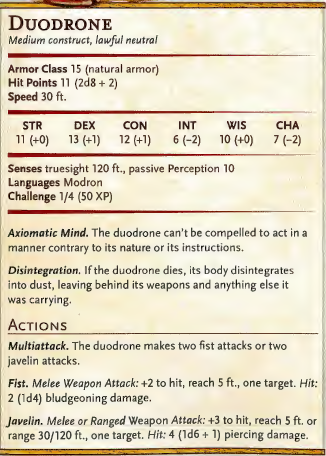 DUODRONE
Medium construct, lawful neutral
Armor Class 15 (natural armor)
Hit Points 11 (2d8 + 2)
Speed 30 ft.
STR DEX CON INT WIS CHA
11 (+0) 13 (+1) 12 (+1) 6 (−2) 10 (+0) 7 (−2)
Senses truesight 120 ft., passive Perception 10
Languages Modron
Challenge 1/4 (50 XP)
Axiomatic Mind. The duodrone can't be compelled to act in a
manner contrary to its nature or its instructions.
Disintegration. If the duodrone dies, its body disintegrates
into dust, leaving behind its weapons and anything else it
was carrying.
ACTIONS
Multiattack. The duodrone makes two fist attacks or two
javelin attacks.
Fist. Melee Weapon Attack: +2 to hit, reach 5 ft., one target. Hit:
2 (1d4) bludgeoning damage.
Javelin. Melee or Ranged Weapon Attack: +3 to hit, reach 5 ft. or
range 30/120 ft., one target. Hit: 4 (1d6 + 1) piercing damage.